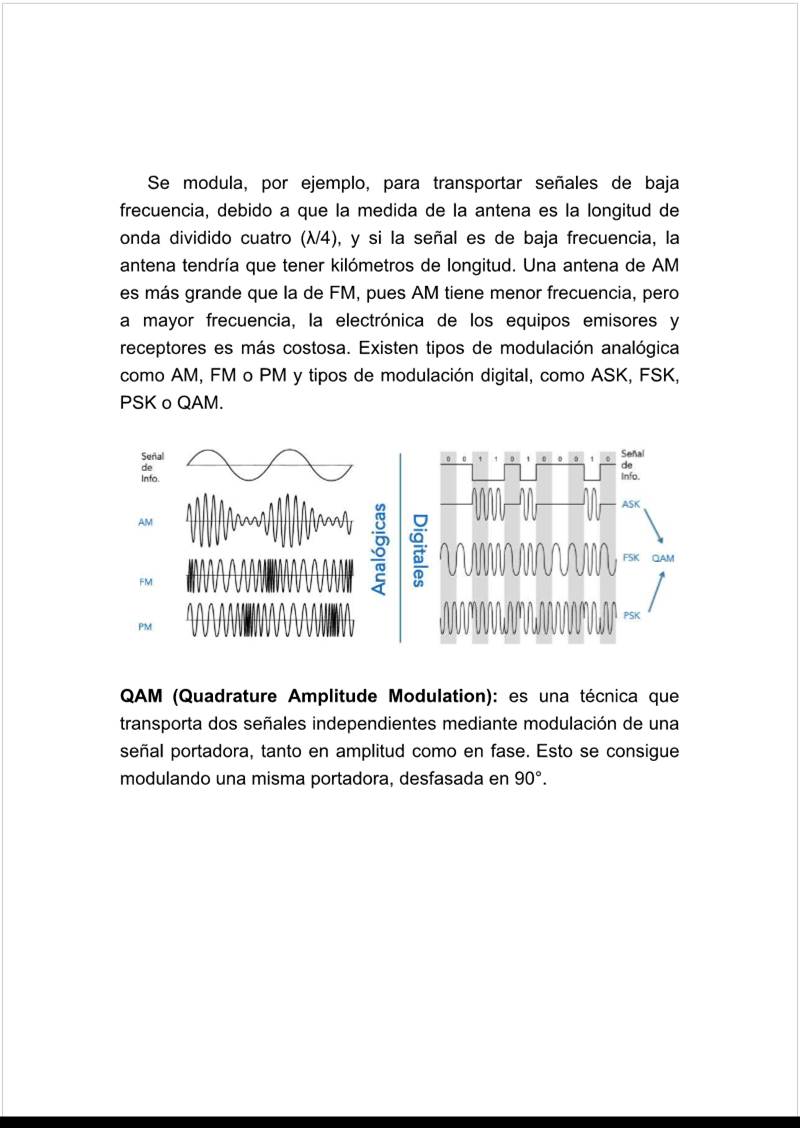 Se modula, por ejemplo, para transportar señales de baja
frecuencia, debido a que la medida de la antena es la longitud de
onda dividido cuatro (λ/4), y si la señal es de baja frecuencia, la
antena tendría que tener kilómetros de longitud. Una antena de AM
es más grande que la de FM, pues AM tiene menor frecuencia, pero
a mayor frecuencia, la electrónica de los equipos emisores y
receptores es más costosa. Existen tipos de modulación analógica
como AM, FM o PM y tipos de modulación digital, como ASK, FSK,
PSK o QAM.
Señal
de
Info.
AM
FM
PM
Analógicas
Digitales
0 0 1 1 0 1 0 0 0 1 0
Señal
de
Info.
ASK
FSK QAM
PSK
QAM (Quadrature Amplitude Modulation): es una técnica que
transporta dos señales independientes mediante modulación de una
señal portadora, tanto en amplitud como en fase. Esto se consigue
modulando una misma portadora, desfasada en 90°.